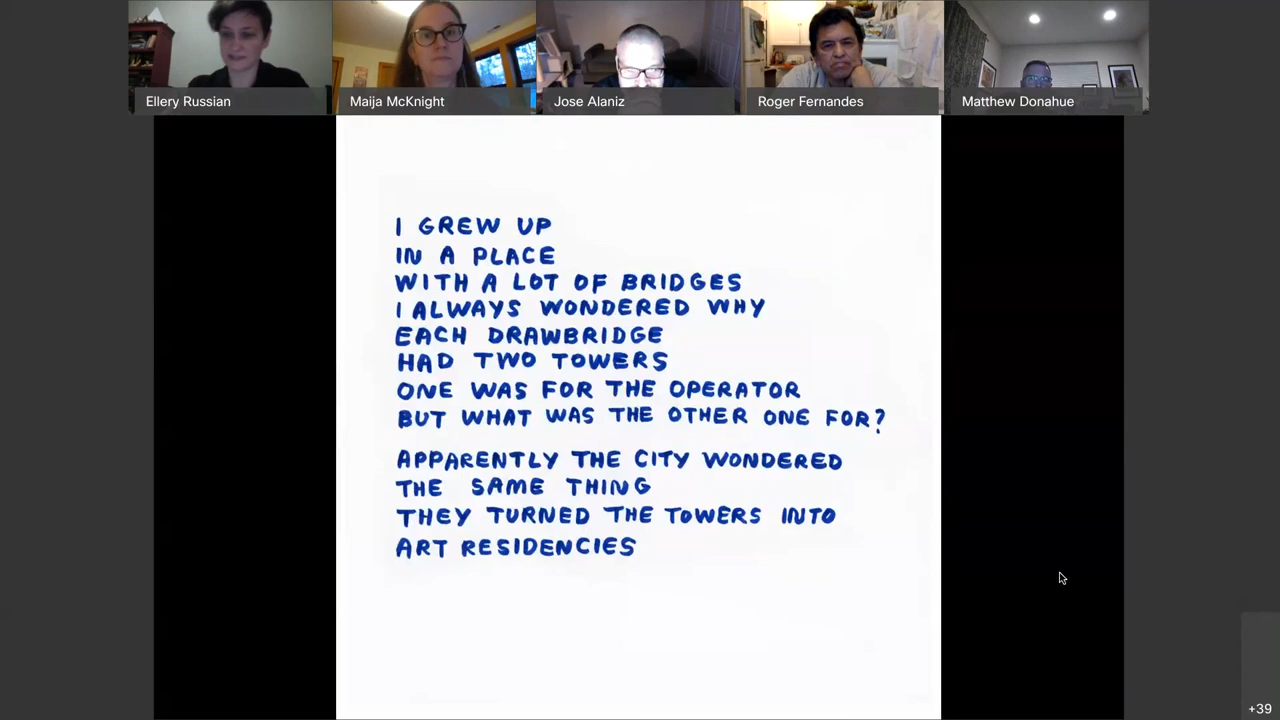 Ellery Russian
Maija McKnight
Jose Alaniz
Roger Fernandes
Matthew Donahue
I GREW UP
IN A PLACE
WITH A LOT OF BRIDGES
I ALWAYS WONDERED WHY
EACH DRAWBRIDGE
HAD TWO TOWERS
ONE WAS FOR THE OPERATOR
BUT WHAT WAS THE OTHER ONE FOR?
APPARENTLY THE CITY WONDERED
THE SAME THING
THEY TURNED THE TOWERS INTO
ART RESIDENCIES
+39